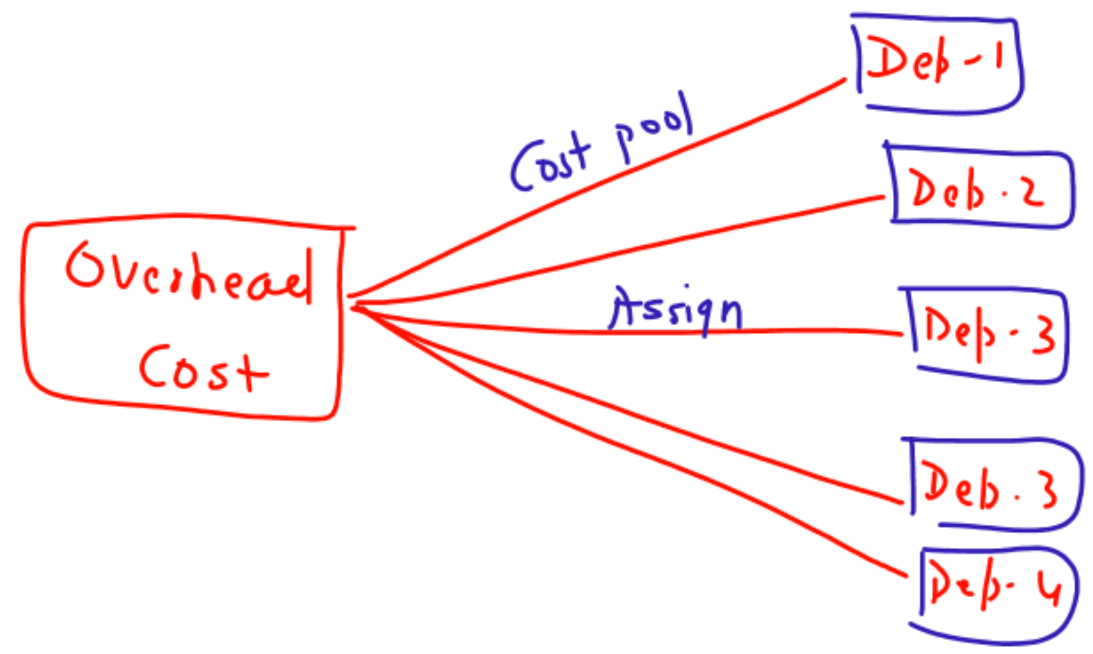 Overhead
Cost
Cost pool
Assign
Dep-1
Dep. 2
Dep. 3
Dep. 3
Dep. 4